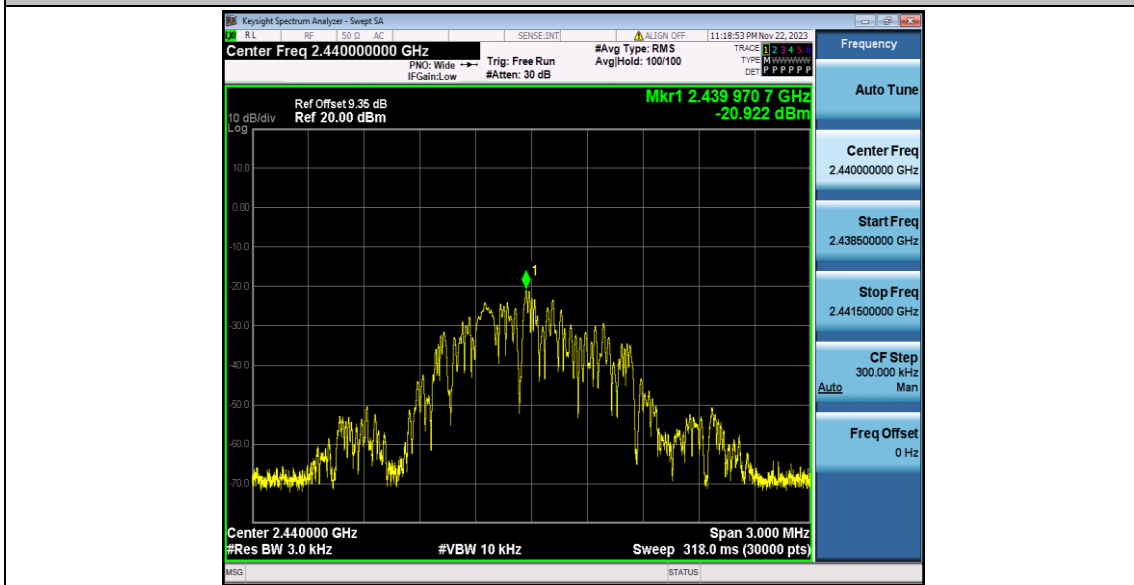 Keysight Spectrum Analyzer - Swept SA
LXI RL RF 50 Ω AC SENSE:INT ALIGN OFF 11:18:53 PM Nov 22, 2023
Center Freq 2.440000000 GHz
PNO: Wide
IFGain:Low
Trig: Free Run
#Atten: 30 dB
#Avg Type: RMS
Avg|Hold: 100/100
TRACE 1 2 3 4 5 6
TYPE M WWWWW
DET P P P P P P
Mkr1 2.439 970 7 GHz
-20.922 dBm
Ref Offset 9.35 dB
10 dB/div Ref 20.00 dBm
Log
10.0
0.00
-10.0
-20.0
-30.0
-40.0
-50.0
-60.0
-70.0
1
Center 2.440000 GHz Span 3.000 MHz
#Res BW 3.0 kHz #VBW 10 kHz Sweep 318.0 ms (30000 pts)
MSG STATUS
Frequency
Auto Tune
Center Freq
2.440000000 GHz
Start Freq
2.438500000 GHz
Stop Freq
2.441500000 GHz
CF Step
300.000 kHz
Auto Man
Freq Offset
0 Hz